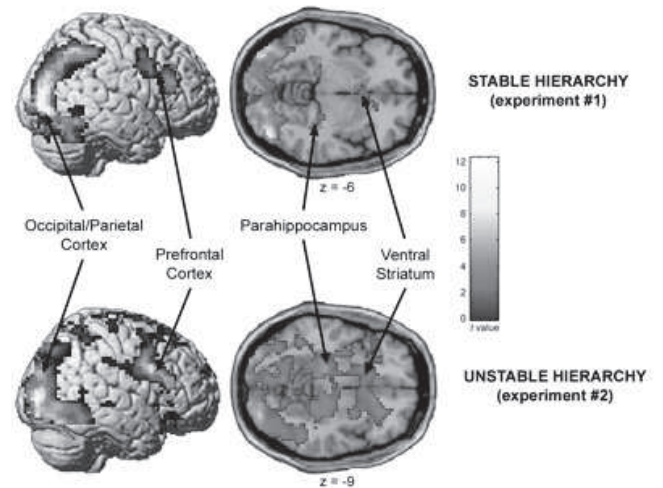 STABLE HIERARCHY
(experiment #1)
z = -6
12
10
8
6
4
2
0
t value
Occipital/Parietal
Cortex
Prefrontal
Cortex
Parahippocampus
Ventral
Striatum
UNSTABLE HIERARCHY
(experiment #2)
z = -9